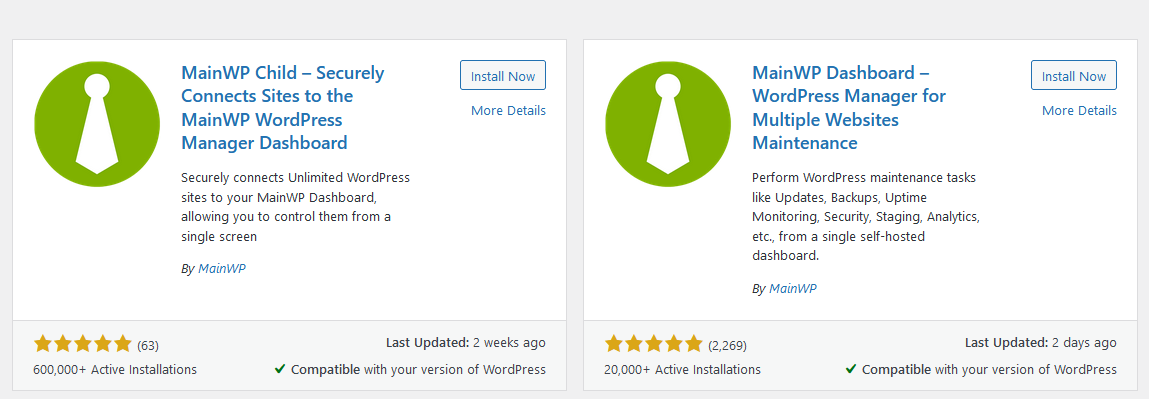 MainWP Child – Securely
Connects Sites to the
MainWP WordPress
Manager Dashboard
Install Now
More Details
Securely connects Unlimited WordPress
sites to your MainWP Dashboard,
allowing you to control them from a
single screen
By MainWP
(63)
Last Updated: 2 weeks ago
600,000+ Active Installations
Compatible with your version of WordPress
MainWP Dashboard –
WordPress Manager for
Multiple Websites
Maintenance
Install Now
More Details
Perform WordPress maintenance tasks
like Updates, Backups, Uptime
Monitoring, Security, Staging, Analytics,
etc., from a single self-hosted
dashboard.
By MainWP
(2,269)
Last Updated: 2 days ago
20,000+ Active Installations
Compatible with your version of WordPress